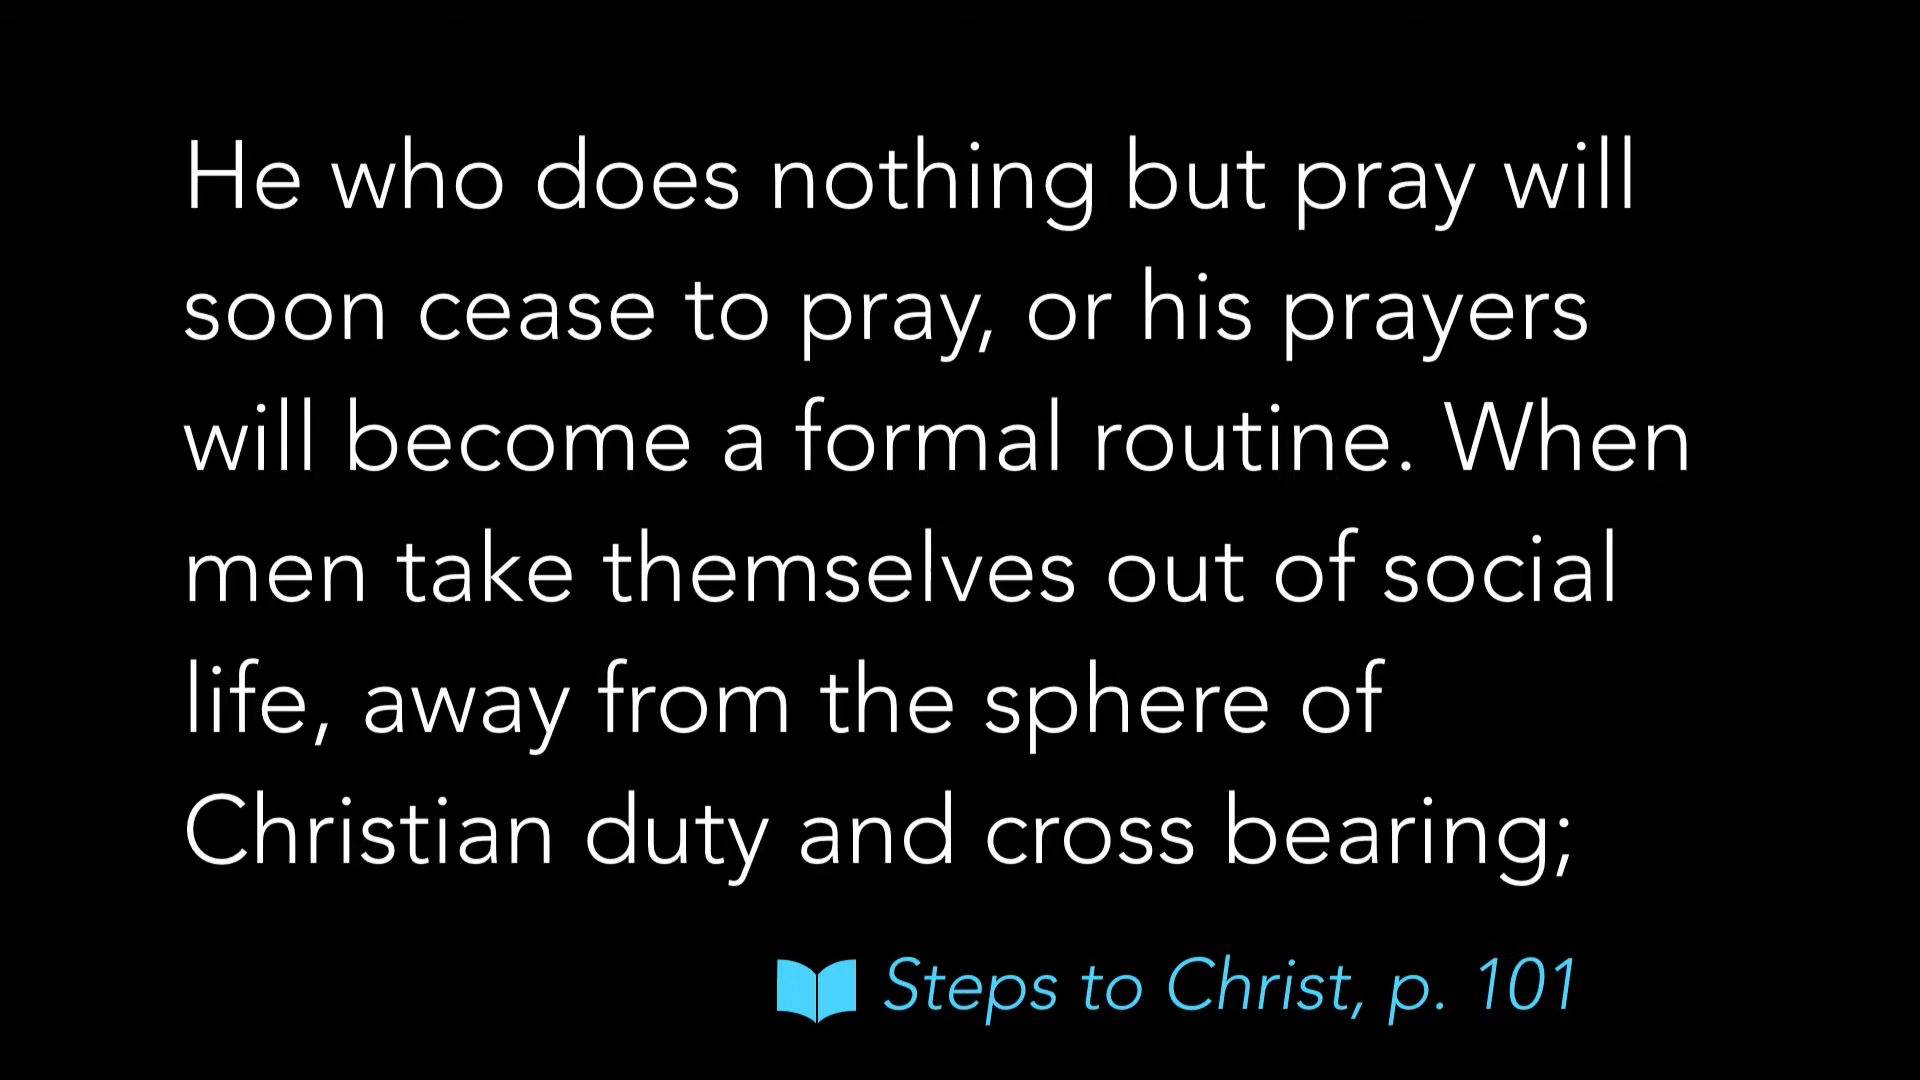 He who does nothing but pray will
soon cease to pray, or his prayers
will become a formal routine. When
men take themselves out of social
life, away from the sphere of
Christian duty and cross bearing;
Steps to Christ, p. 101